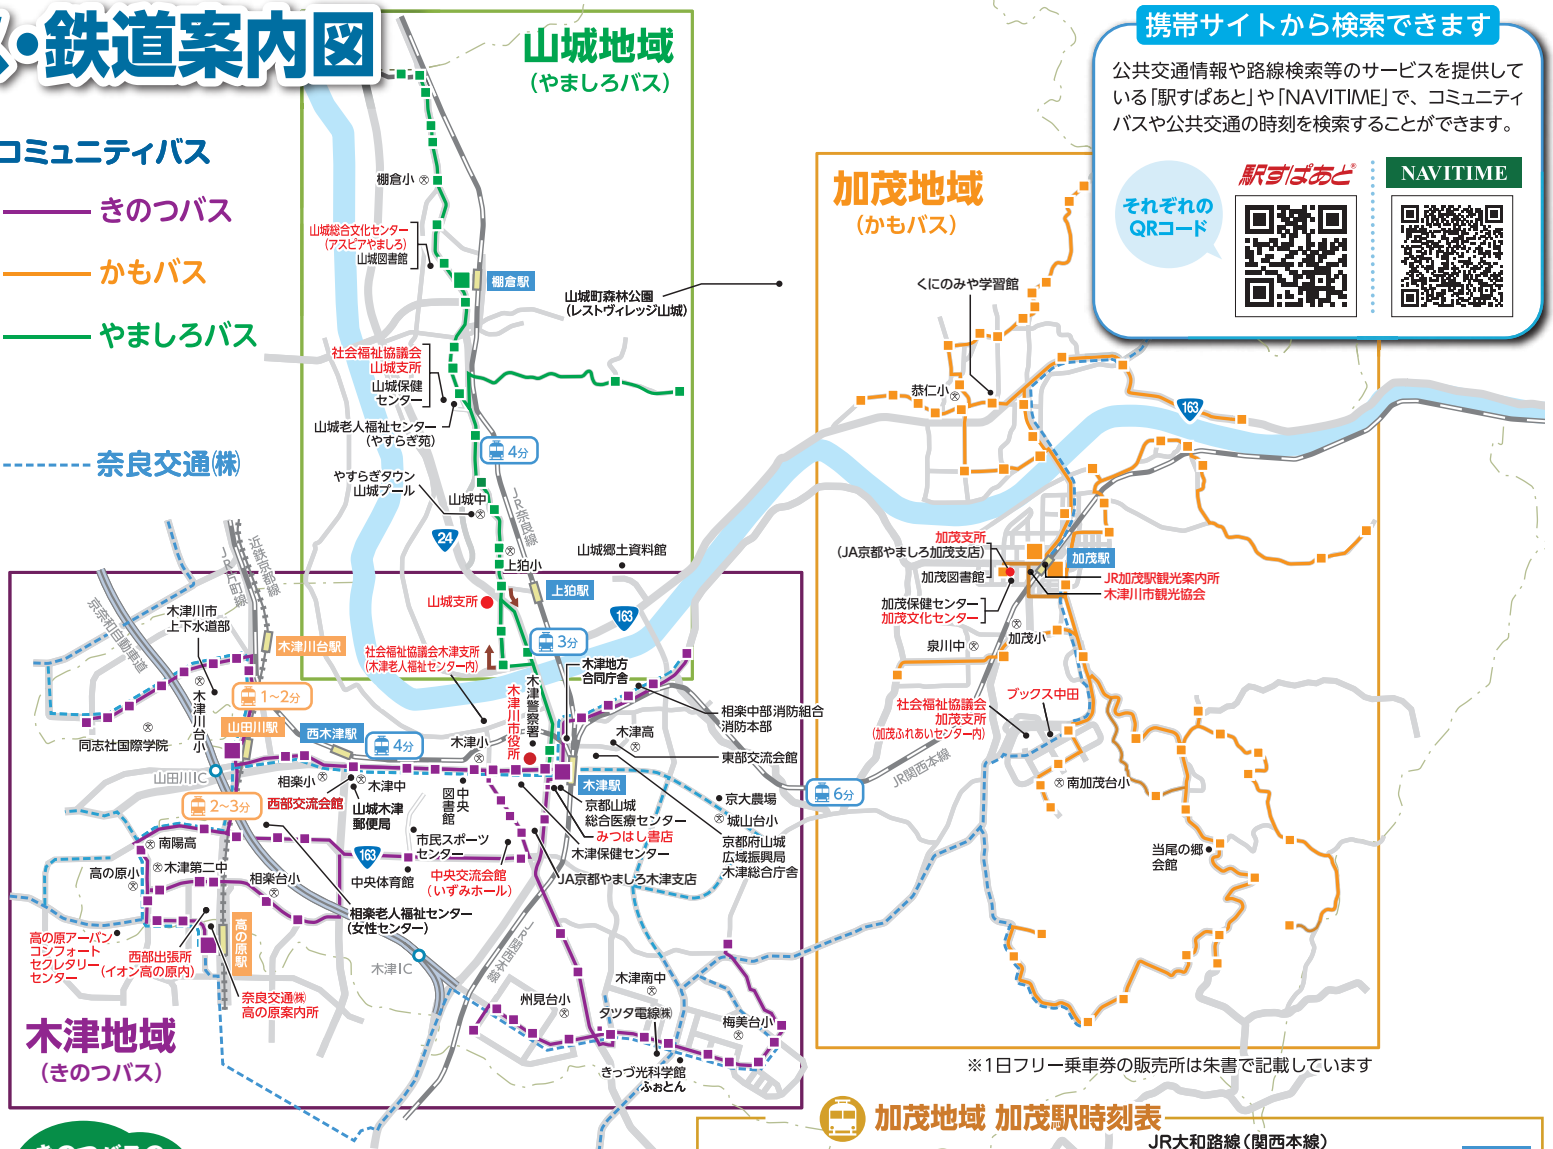 ス・鉄道案内図
コミュニティバス
きのつバス
かもバス
やましろバス
奈良交通㈱
山城地域
(やましろバス)
棚倉小
山城総合文化センター
(アスピアやましろ)
山城図書館
棚倉駅
山城町森林公園
(レストヴィレッジ山城)
社会福祉協議会
山城支所
山城保健
センター
山城老人福祉センター
(やすらぎ苑)
4分
やすらぎタウン
山城プール
山城中
JR奈良線
24
上狛小
山城郷土資料館
上狛駅
山城支所
163
3分
社会福祉協議会木津支所
(木津老人福祉センター内)
携帯サイトから検索できます
公共交通情報や路線検索等のサービスを提供して
いる「駅すぱあと」や「NAVITIME」で、コミュニティ
バスや公共交通の時刻を検索することができます。
それぞれの
QRコード
駅すぱあと®
NAVITIME
加茂地域
(かもバス)
くにのみや学習館
恭仁小
163
加茂支所
(JA京都やましろ加茂支店)
加茂図書館
加茂駅
JR加茂駅観光案内所
木津川市観光協会
加茂保健センター
加茂文化センター
加茂小
泉川中
ブックス中田
社会福祉協議会
加茂支所
(加茂ふれあいセンター内)
JR関西本線
6分
南加茂台小
当尾の郷
会館
※1日フリー乗車券の販売所は朱書で記載しています
近鉄京都線
JR片町線
京奈和自動車道
木津川市
上下水道部
木津川台駅
木津川台小
1〜2分
山田川駅
西木津駅
4分
同志社国際学院
山田川IC
相楽小
西部交流会館
木津中
山城木津
郵便局
2〜3分
木津小
木津川市役所
木津警察署
木津地方
合同庁舎
相楽中部消防組合
消防本部
木津高
東部交流会館
木津駅
中央
図書館
京都山城
総合医療センター
みつはし書店
木津保健センター
京大農場
城山台小
京都府山城
広域振興局
木津総合庁舎
市民スポーツ
センター
163
中央体育館
中央交流会館
(いずみホール)
JA京都やましろ木津支店
南陽高
高の原小
木津第二中
相楽台小
相楽老人福祉センター
(女性センター)
高の原駅
高の原アーバン
コンフォート
セクレタリー
センター
西部出張所
(イオン高の原内)
奈良交通㈱
高の原案内所
木津IC
JR関西本線
木津南中
州見台小
タツタ電線㈱
梅美台小
きっづ光科学館
ふぉとん
木津地域
(きのつバス)
加茂地域 加茂駅時刻表
JR大和路線(関西本線)